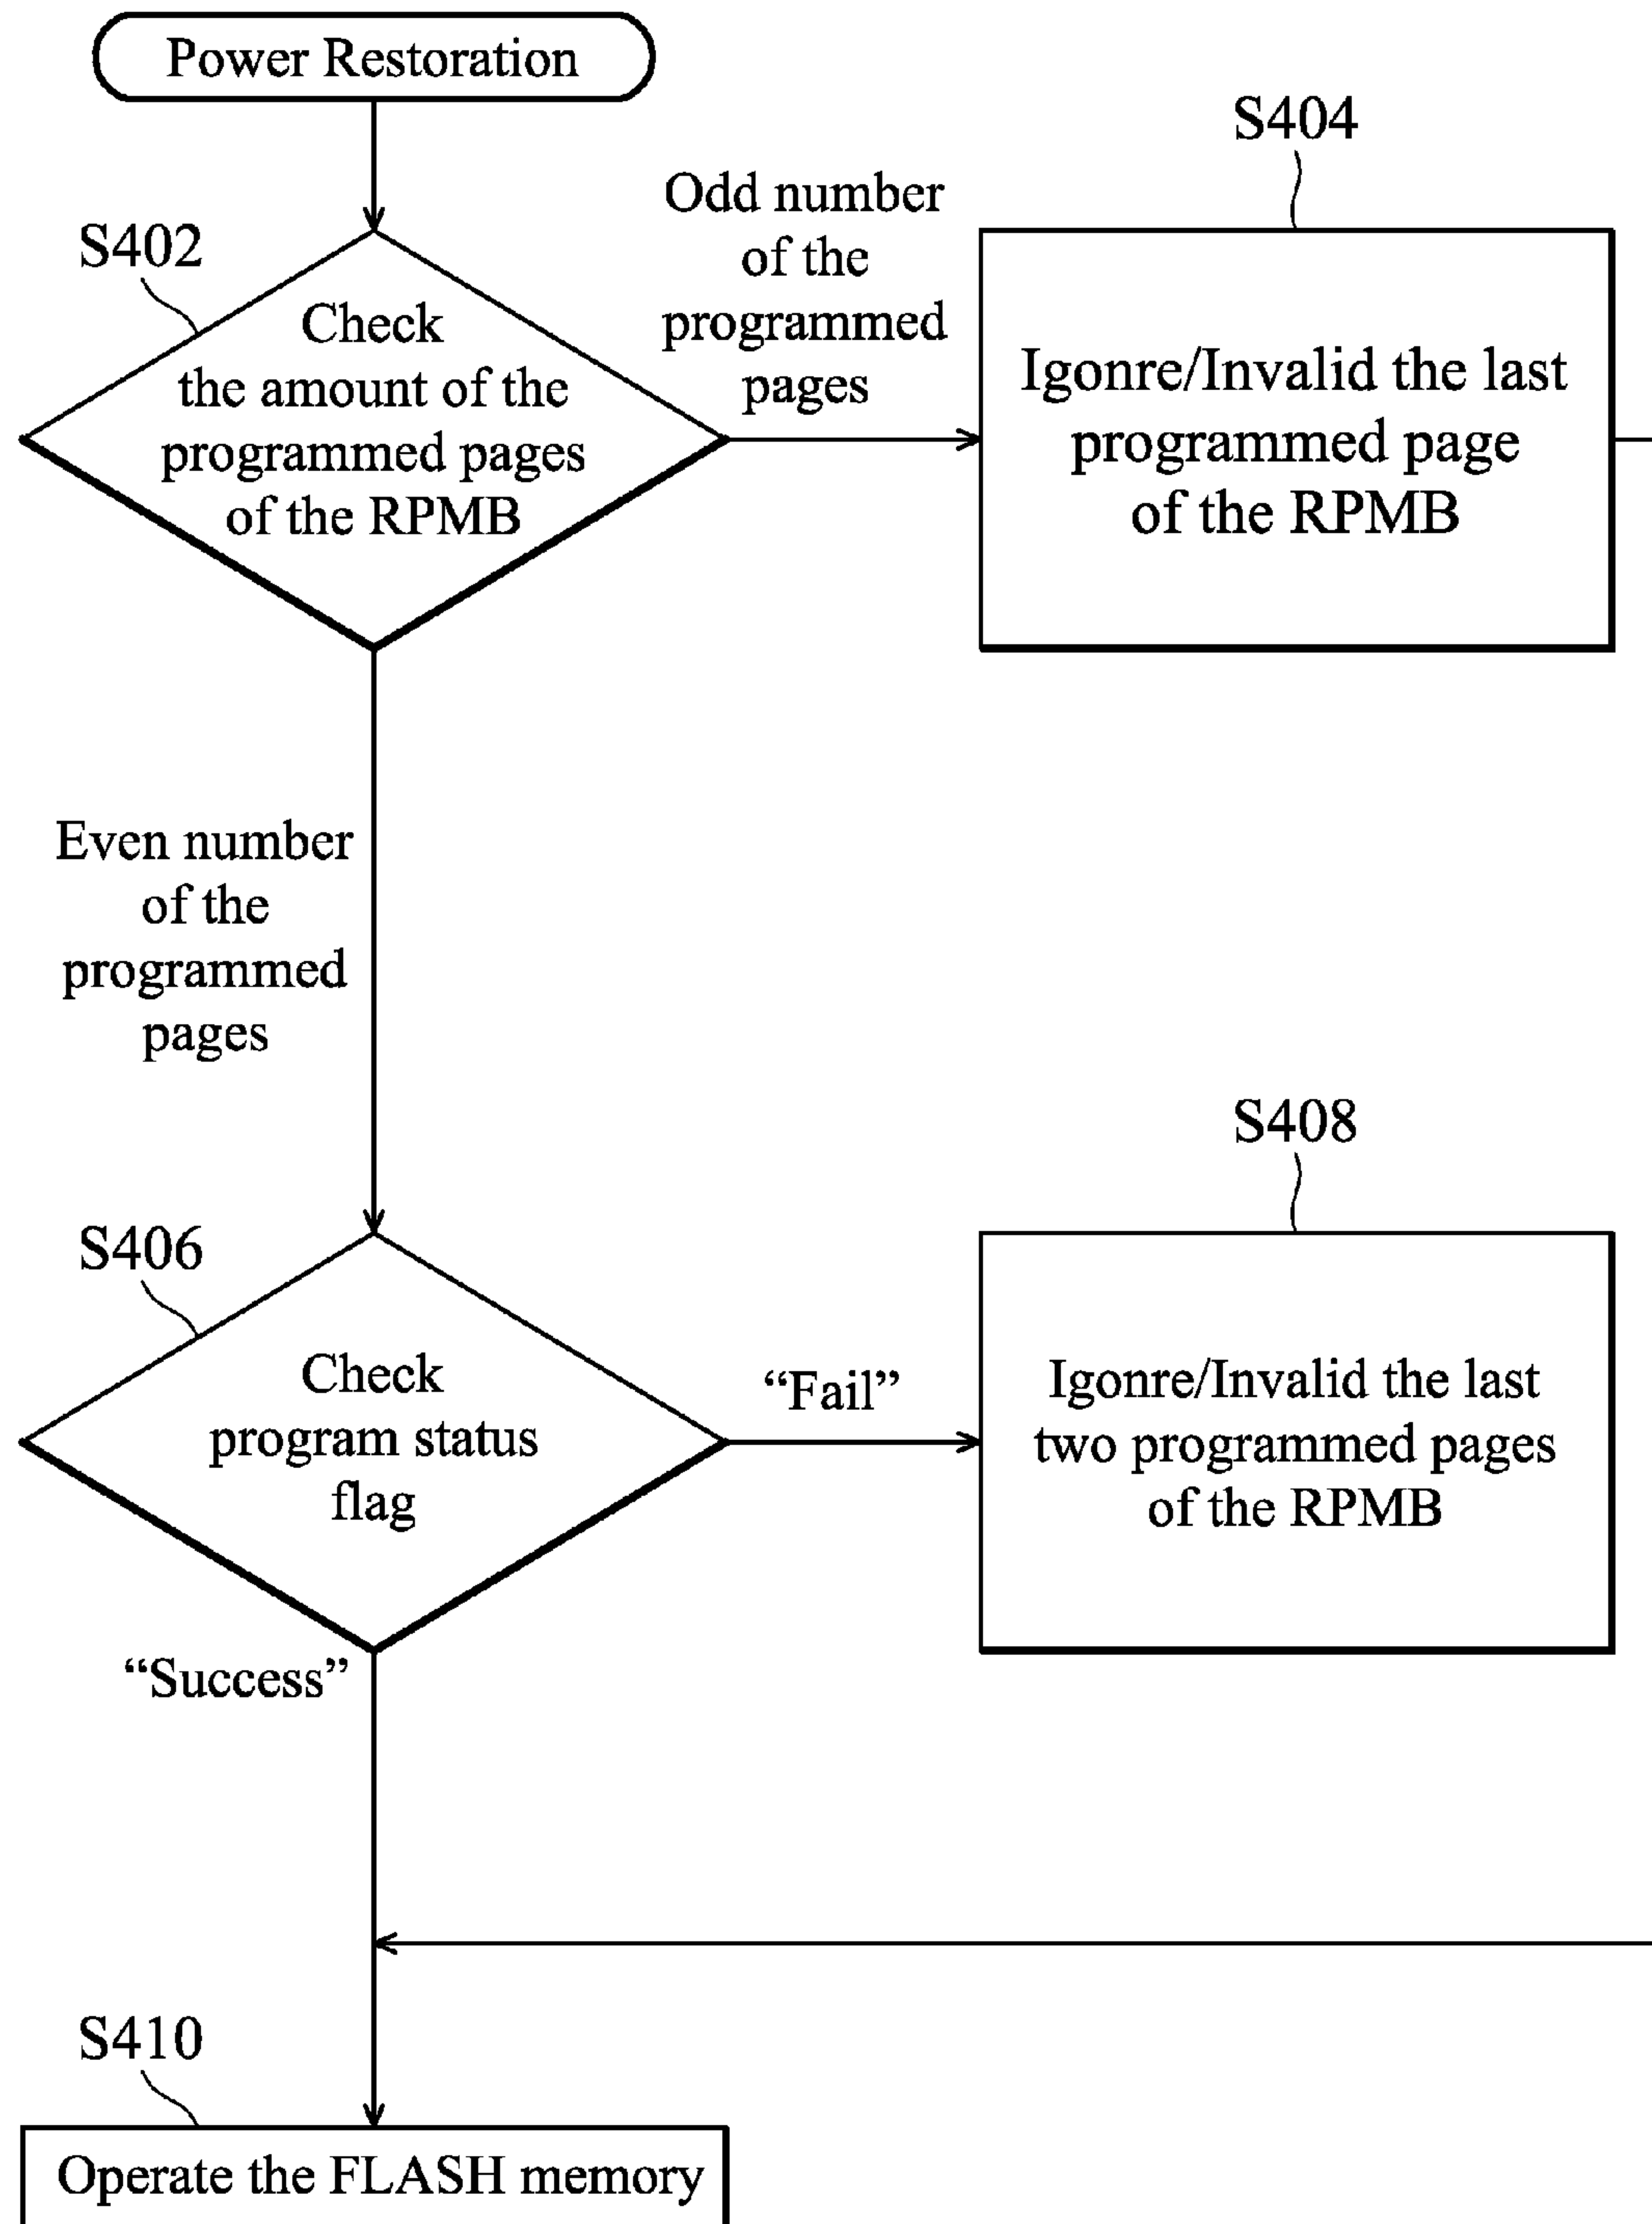 Power Restoration
S402
Check
the amount of the
programmed pages
of the RPMB
Odd number
of the
programmed
pages
S404
Igonre/Invalid the last
programmed page
of the RPMB
Even number
of the
programmed
pages
S406
Check
program status
flag
“Fail”
S408
Igonre/Invalid the last
two programmed pages
of the RPMB
“Success”
S410
Operate the FLASH memory